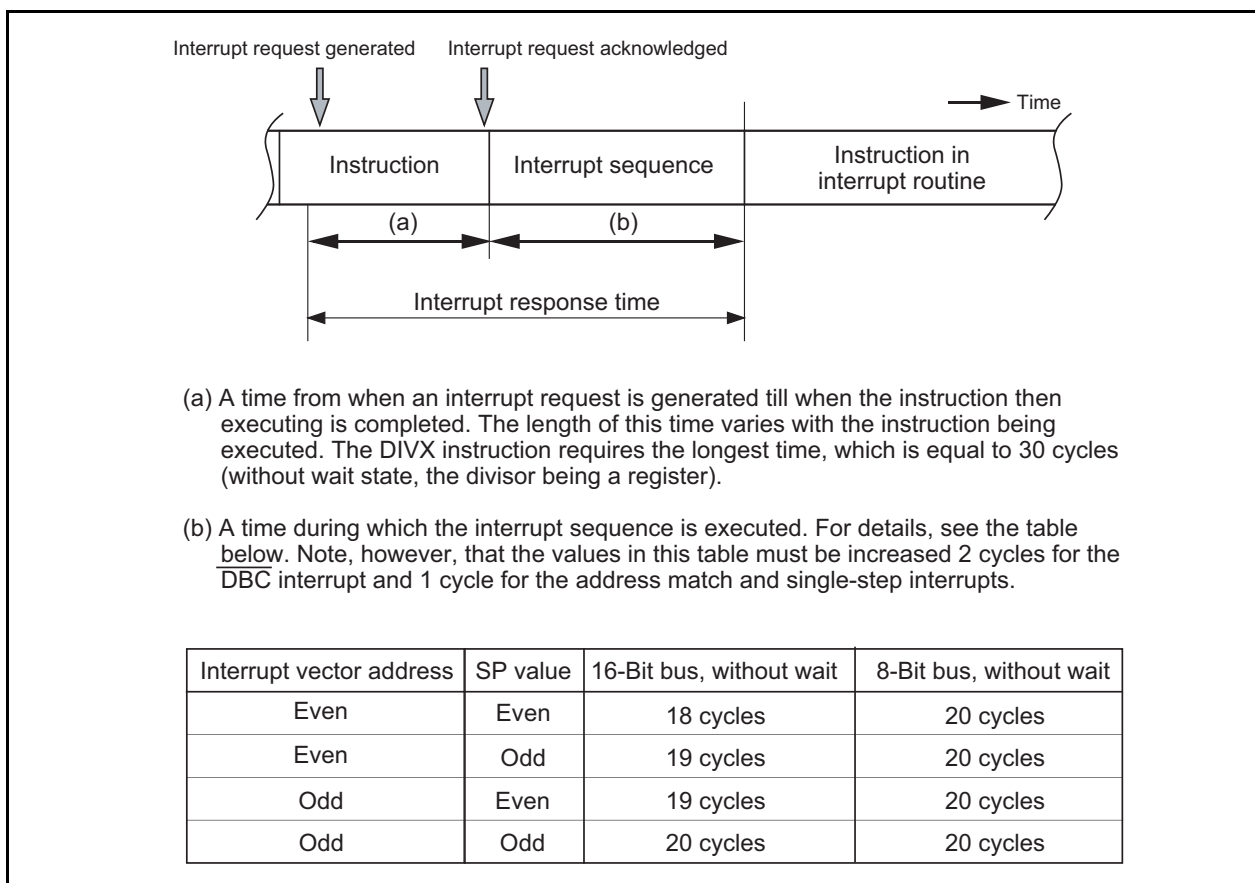 Interrupt request generated
Interrupt request acknowledged
Time
Instruction
Interrupt sequence
Instruction in
interrupt routine
(a)
(b)
Interrupt response time
(a) A time from when an interrupt request is generated till when the instruction then
executing is completed. The length of this time varies with the instruction being
executed. The DIVX instruction requires the longest time, which is equal to 30 cycles
(without wait state, the divisor being a register).
(b) A time during which the interrupt sequence is executed. For details, see the table
below. Note, however, that the values in this table must be increased 2 cycles for the
DBC interrupt and 1 cycle for the address match and single-step interrupts.
Interrupt vector address SP value 16-Bit bus, without wait 8-Bit bus, without wait
Even Even 18 cycles 20 cycles
Even Odd 19 cycles 20 cycles
Odd Even 19 cycles 20 cycles
Odd Odd 20 cycles 20 cycles